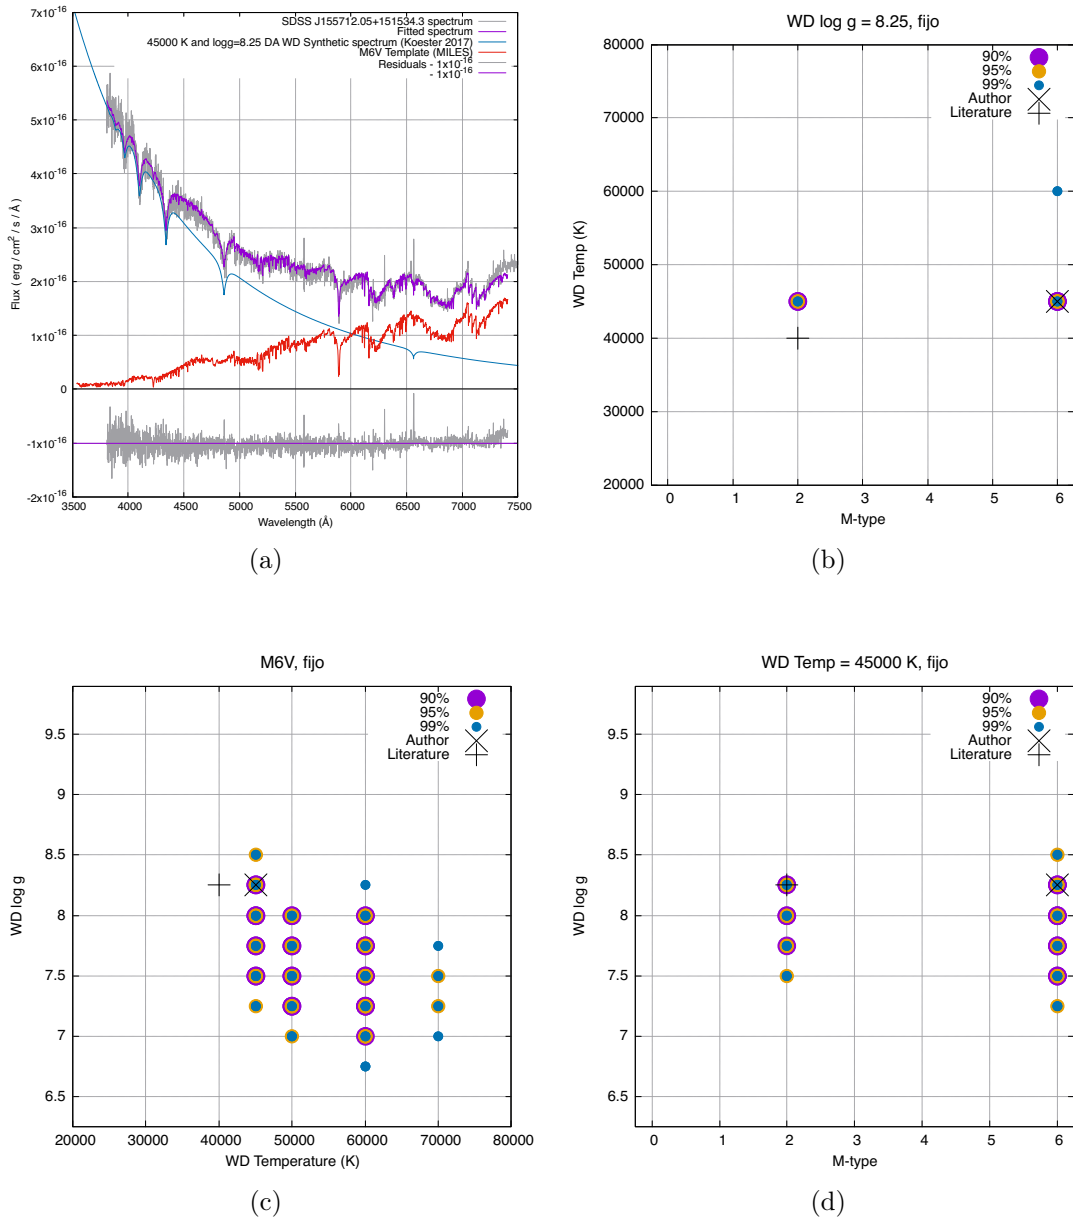 7x10-16
6x10-16
5x10-16
4x10-16
3x10-16
2x10-16
1x10-16
0
-1x10-16
-2x10-16
Flux ( erg / cm2 / s / Å )
SDSS J155712.05+151534.3 spectrum
Fitted spectrum
45000 K and logg=8.25 DA WD Synthetic spectrum (Koester 2017)
M6V Template (MILES)
Residuals - 1x10-16
- 1x10-16
3500 4000 4500 5000 5500 6000 6500 7000 7500
Wavelength (Å)
(a)
WD log g = 8.25, fijo
80000
70000
60000
50000
40000
30000
20000
WD Temp (K)
90%
95%
99%
Author
Literature
0 1 2 3 4 5 6
M-type
(b)
M6V, fijo
9.5
9
8.5
8
7.5
7
6.5
WD log g
90%
95%
99%
Author
Literature
20000 30000 40000 50000 60000 70000 80000
WD Temperature (K)
(c)
WD Temp = 45000 K, fijo
9.5
9
8.5
8
7.5
7
6.5
WD log g
90%
95%
99%
Author
Literature
0 1 2 3 4 5 6
M-type
(d)